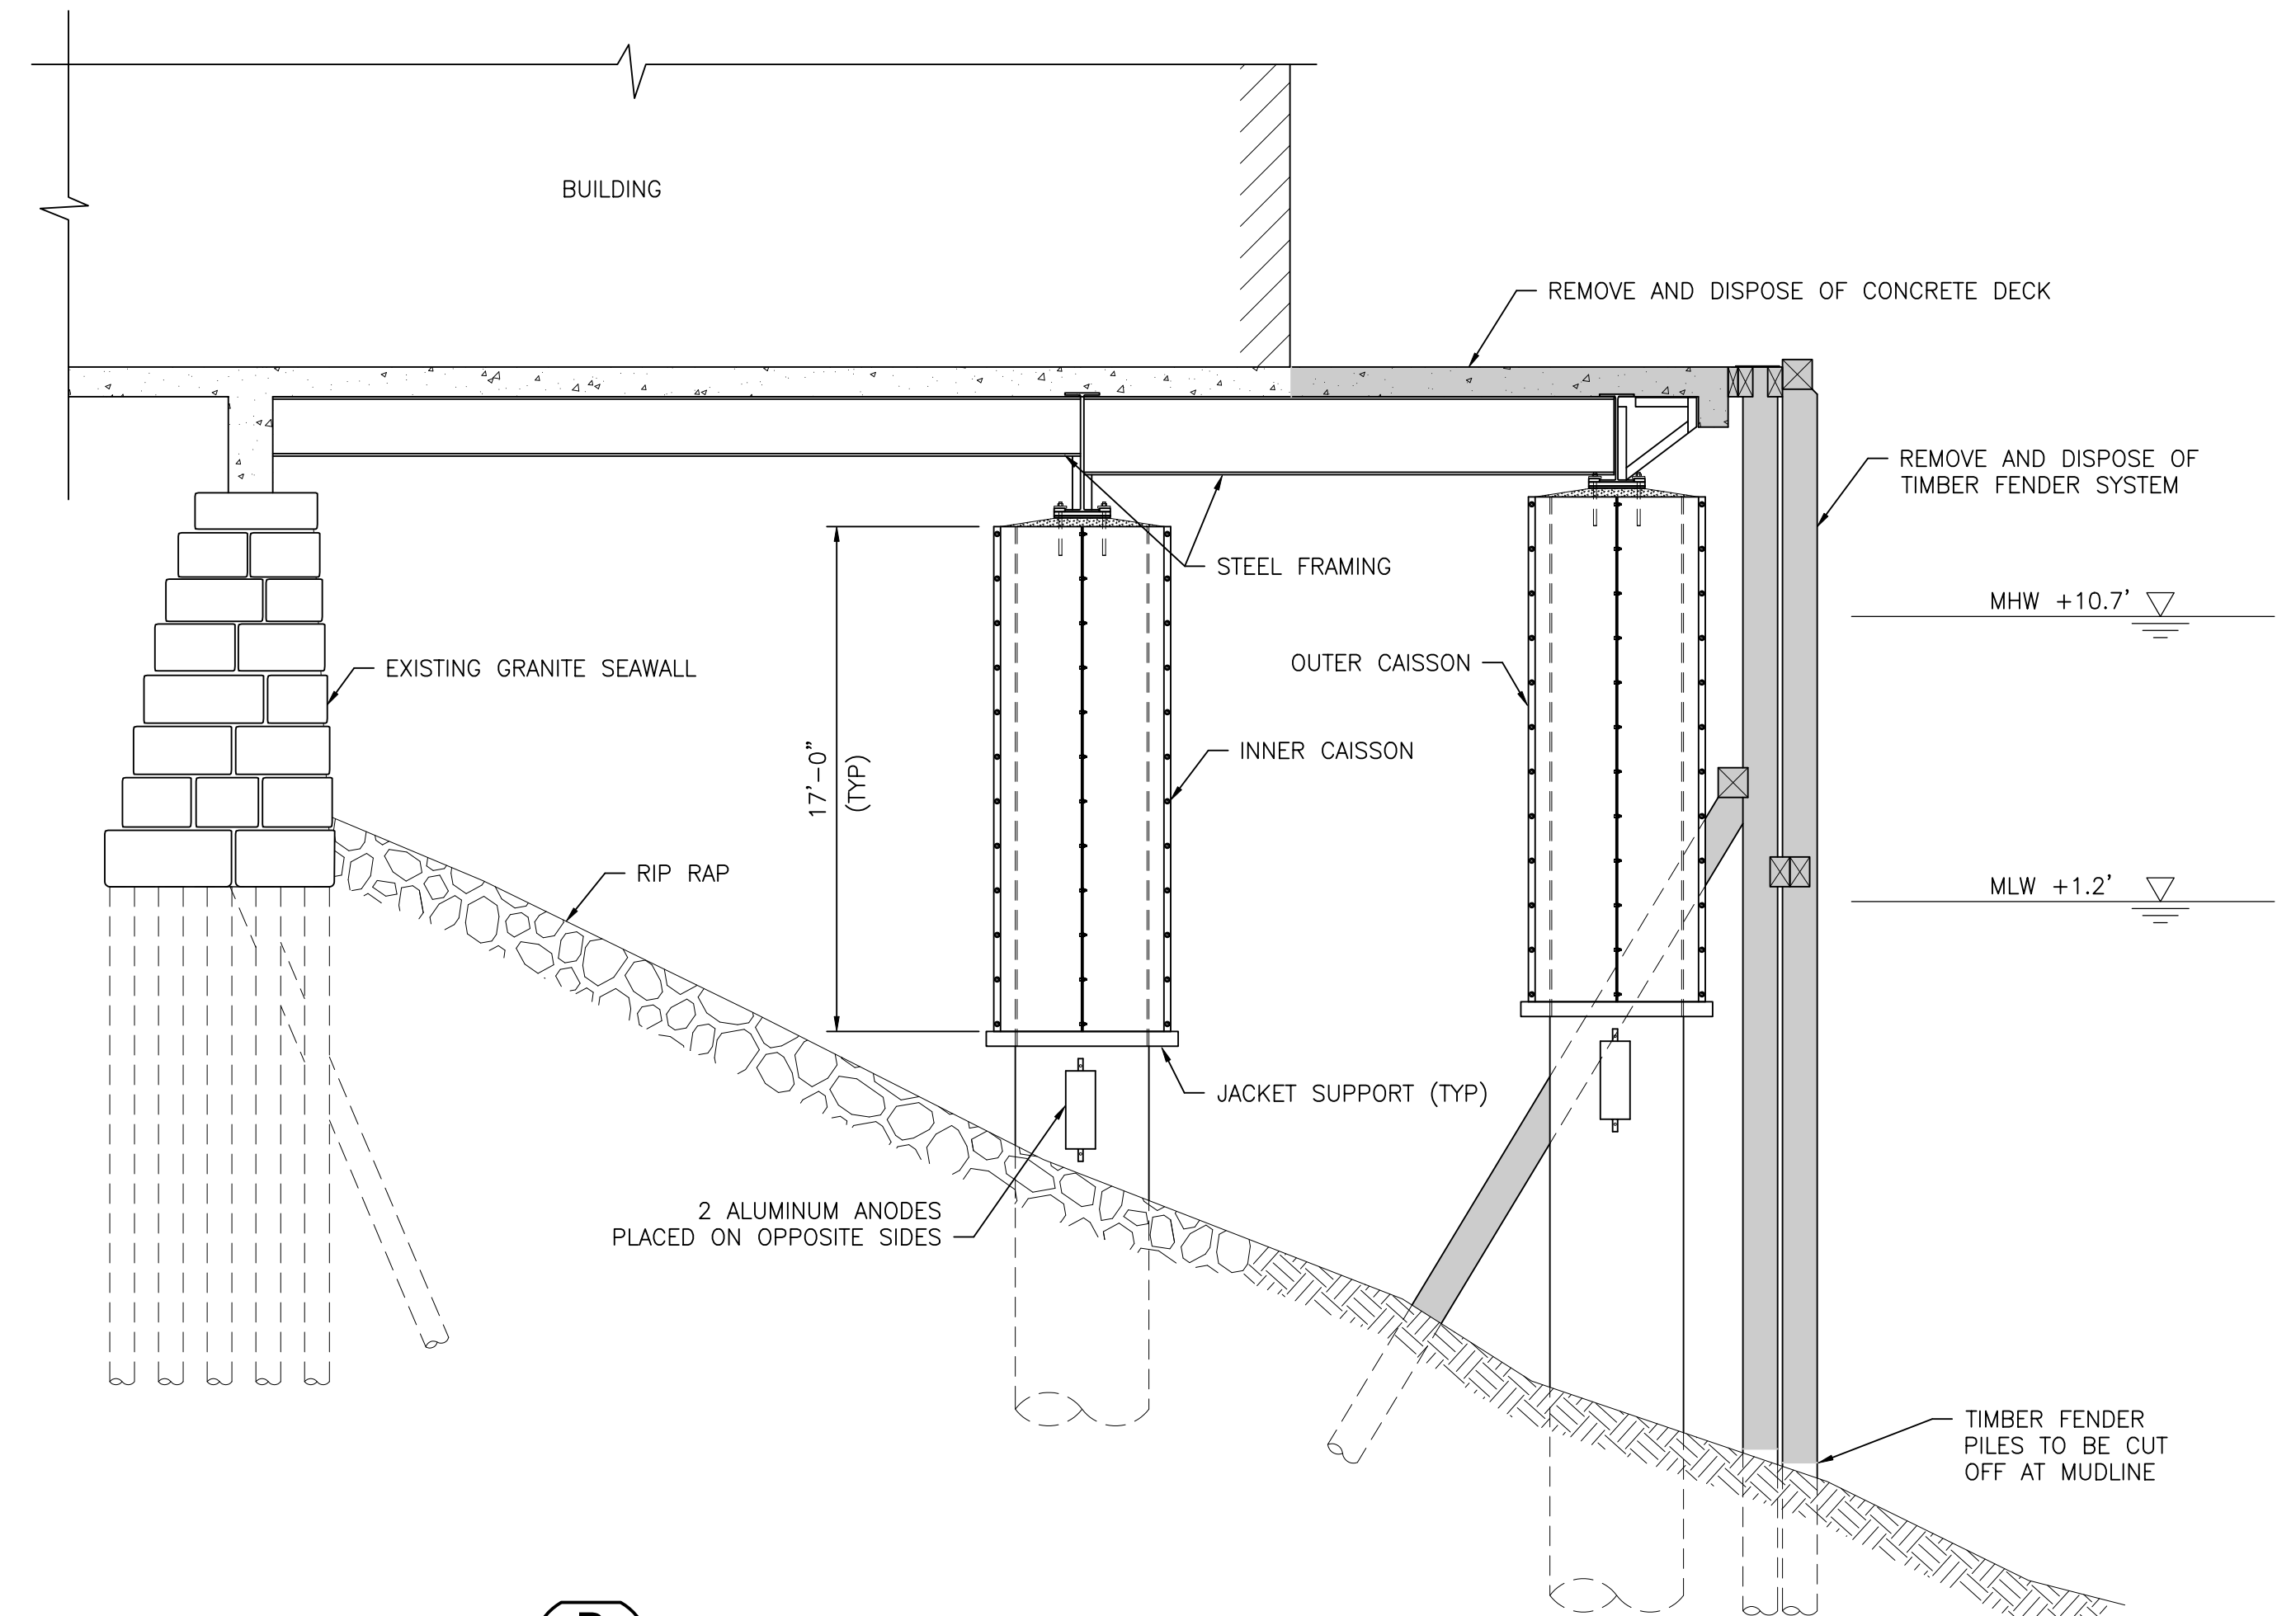 BUILDING
REMOVE AND DISPOSE OF CONCRETE DECK
REMOVE AND DISPOSE OF
TIMBER FENDER SYSTEM
STEEL FRAMING
MHW +10.7'
EXISTING GRANITE SEAWALL
OUTER CAISSON
17'-0"
(TYP)
INNER CAISSON
RIP RAP
MLW +1.2'
JACKET SUPPORT (TYP)
2 ALUMINUM ANODES
PLACED ON OPPOSITE SIDES
TIMBER FENDER
PILES TO BE CUT
OFF AT MUDLINE